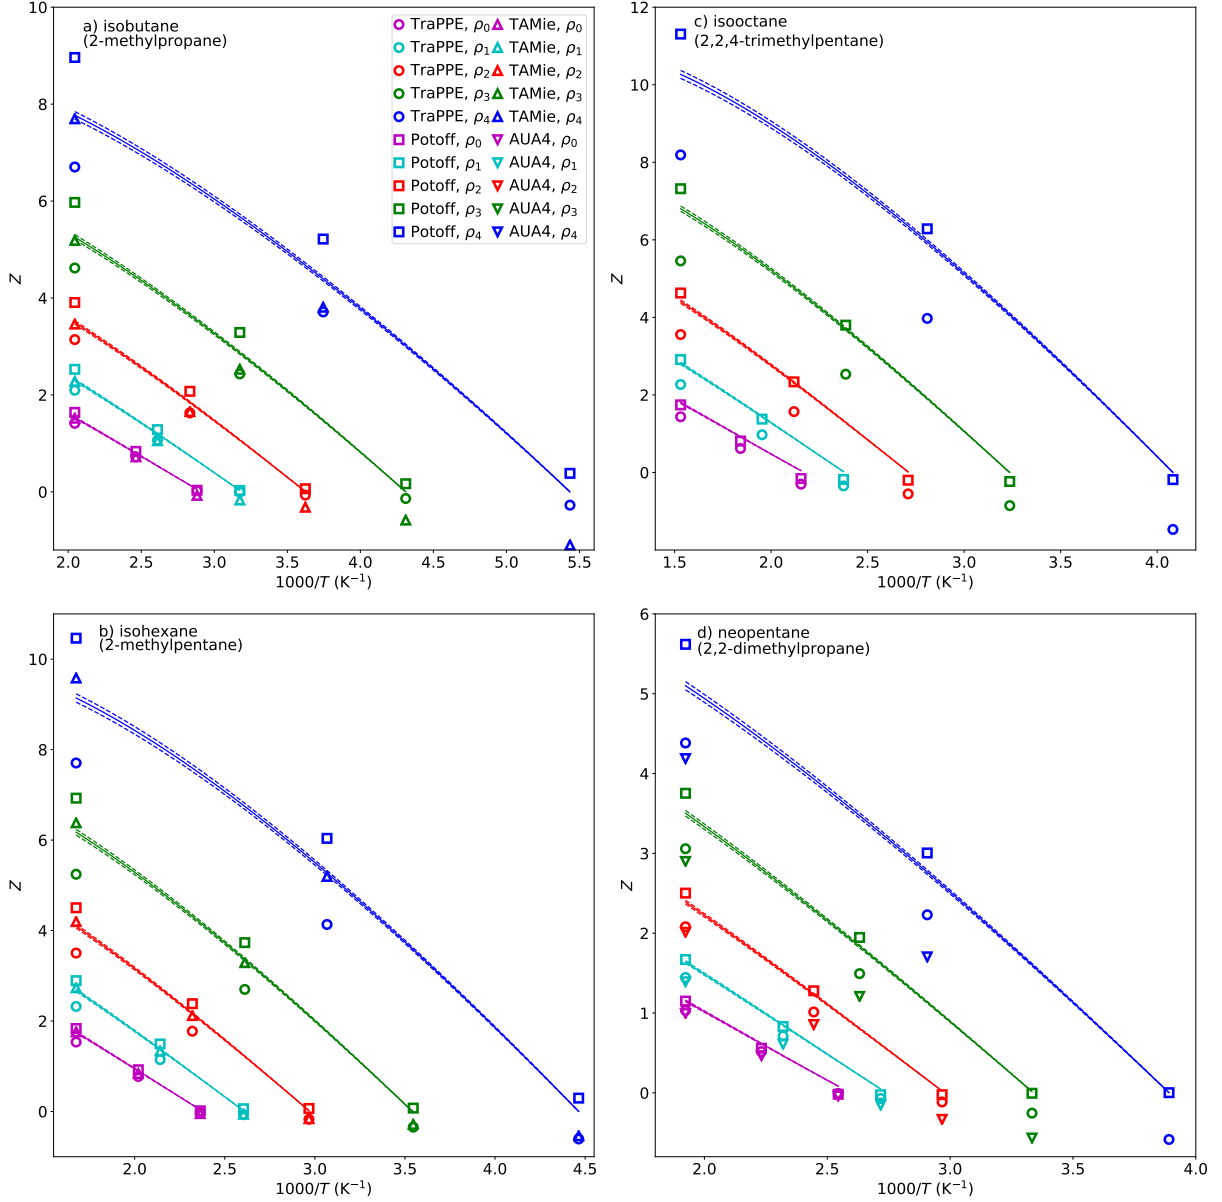 a) isobutane
(2-methylpropane)
TraPPE, ρ0
TraPPE, ρ1
TraPPE, ρ2
TraPPE, ρ3
TraPPE, ρ4
Potoff, ρ0
Potoff, ρ1
Potoff, ρ2
Potoff, ρ3
Potoff, ρ4
TAMie, ρ0
TAMie, ρ1
TAMie, ρ2
TAMie, ρ3
TAMie, ρ4
AUA4, ρ0
AUA4, ρ1
AUA4, ρ2
AUA4, ρ3
AUA4, ρ4
10
8
6
4
2
0
Z
2.0 2.5 3.0 3.5 4.0 4.5 5.0 5.5
1000/T (K−1)
c) isooctane
(2,2,4-trimethylpentane)
12
10
8
6
4
2
0
Z
1.5 2.0 2.5 3.0 3.5 4.0
1000/T (K−1)
b) isohexane
(2-methylpentane)
10
8
6
4
2
0
Z
2.0 2.5 3.0 3.5 4.0 4.5
1000/T (K−1)
d) neopentane
(2,2-dimethylpropane)
6
5
4
3
2
1
0
Z
2.0 2.5 3.0 3.5 4.0
1000/T (K−1)